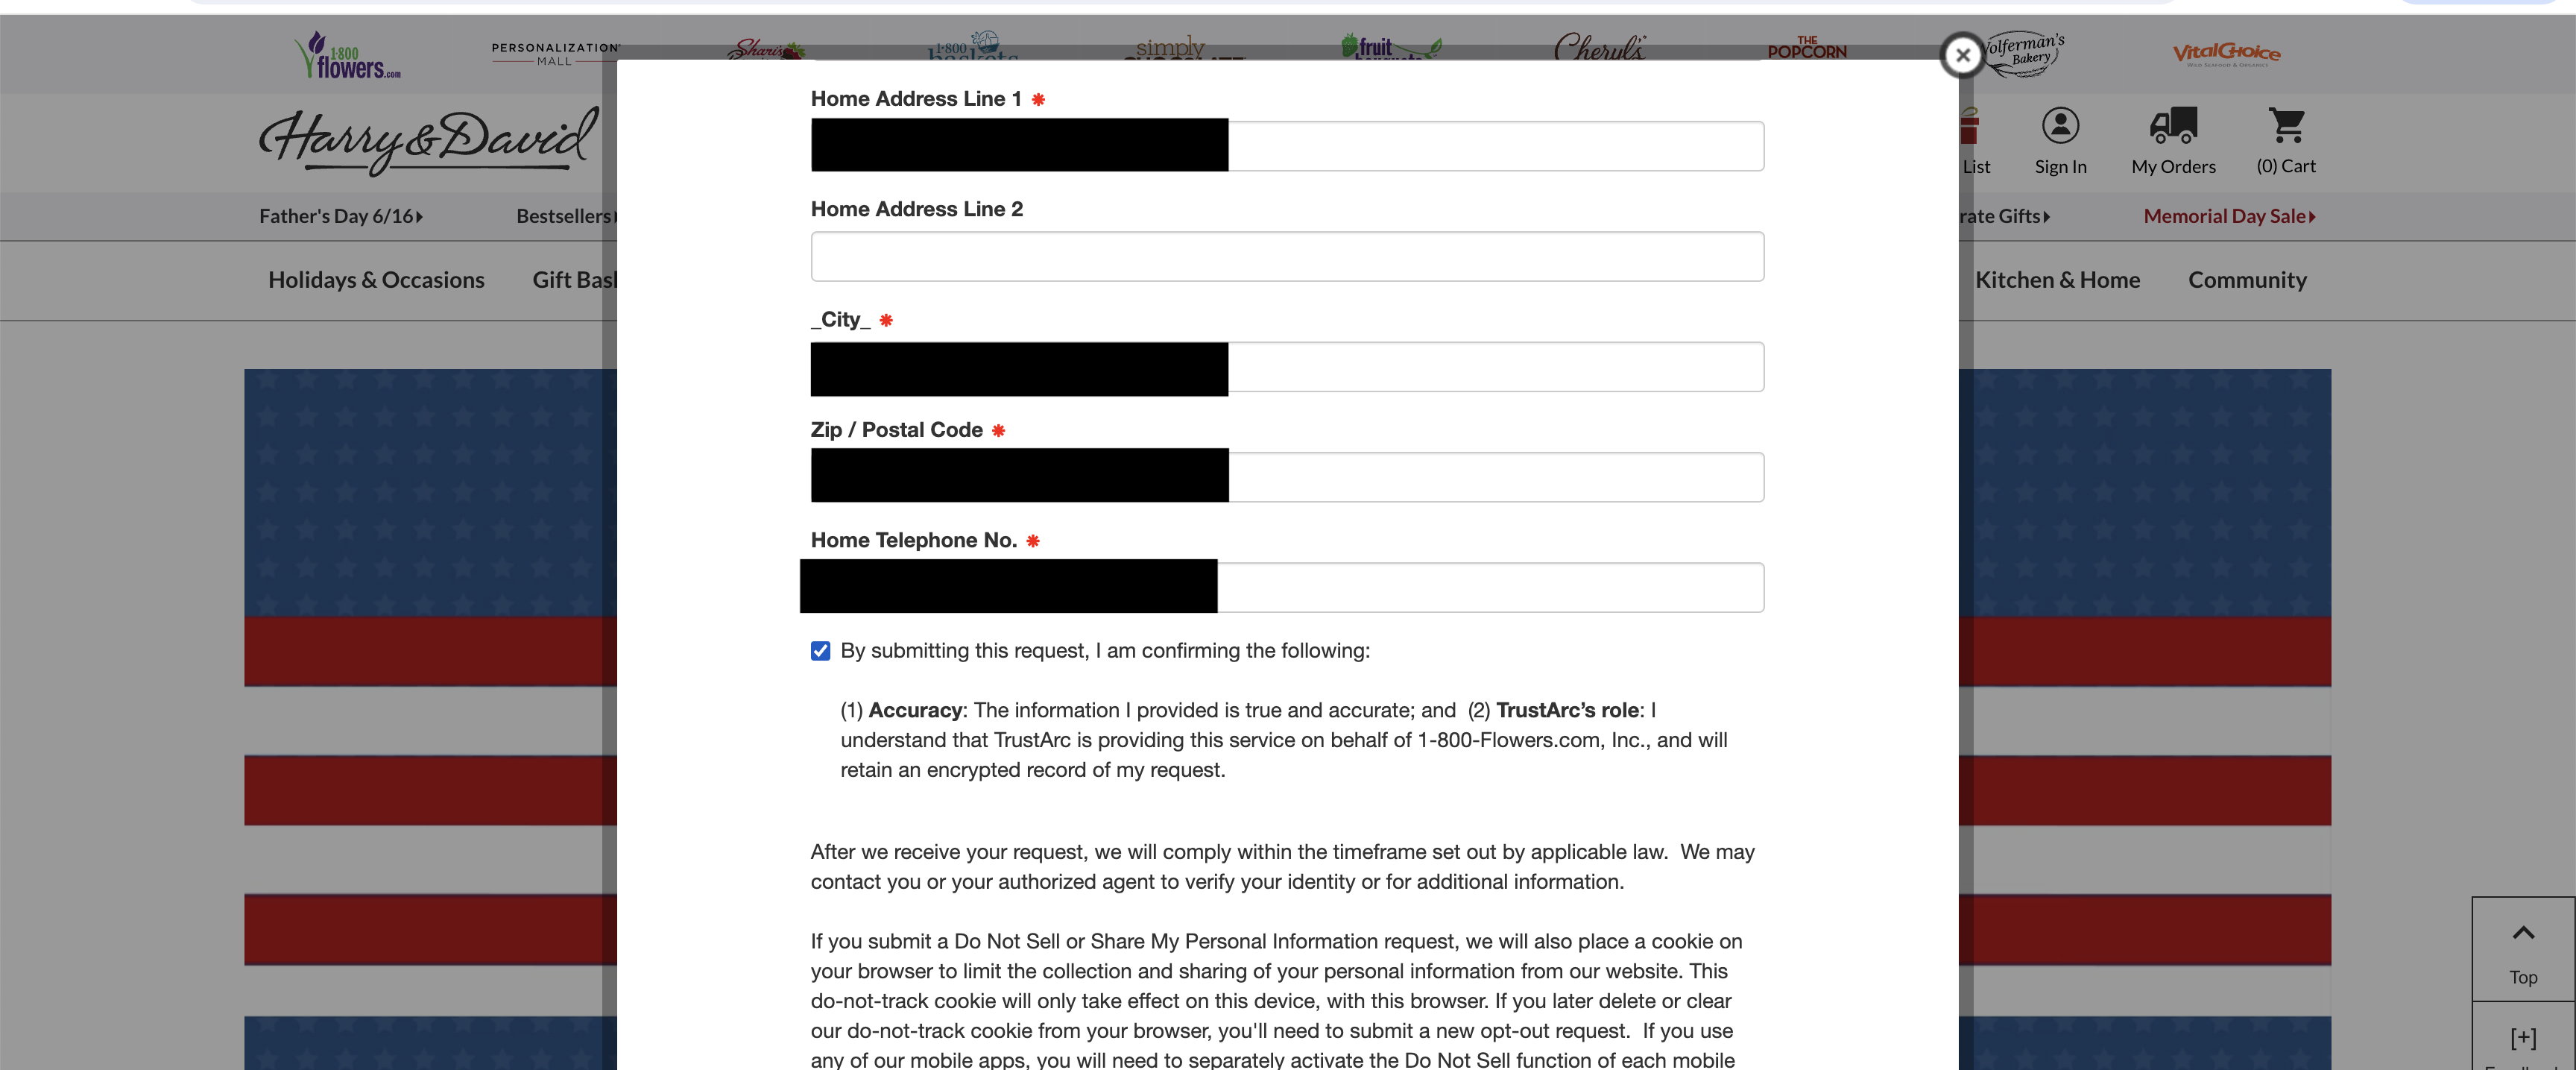 1·800
flowers.com
PERSONALIZATION
MALL
Shari's
1·800
baskets
simply
CHOCOLATE
fruit
bouquets
Cheryl's
THE
POPCORN
Wolferman's
Bakery
VitalChoice
WILD SEAFOOD & ORGANICS
Harry & David
List
Sign In
My Orders
(0) Cart
Father's Day 6/16
Bestsellers
rate Gifts
Memorial Day Sale
Holidays & Occasions
Gift Bas
Kitchen & Home
Community
Home Address Line 1 *
Home Address Line 2
_City_ *
Zip / Postal Code *
Home Telephone No. *
By submitting this request, I am confirming the following:
(1) Accuracy: The information I provided is true and accurate; and (2) TrustArc’s role: I
understand that TrustArc is providing this service on behalf of 1-800-Flowers.com, Inc., and will
retain an encrypted record of my request.
After we receive your request, we will comply within the timeframe set out by applicable law. We may
contact you or your authorized agent to verify your identity or for additional information.
If you submit a Do Not Sell or Share My Personal Information request, we will also place a cookie on
your browser to limit the collection and sharing of your personal information from our website. This
do-not-track cookie will only take effect on this device, with this browser. If you later delete or clear
our do-not-track cookie from your browser, you'll need to submit a new opt-out request. If you use
any of our mobile apps, you will need to separately activate the Do Not Sell function of each mobile
Top
[+]